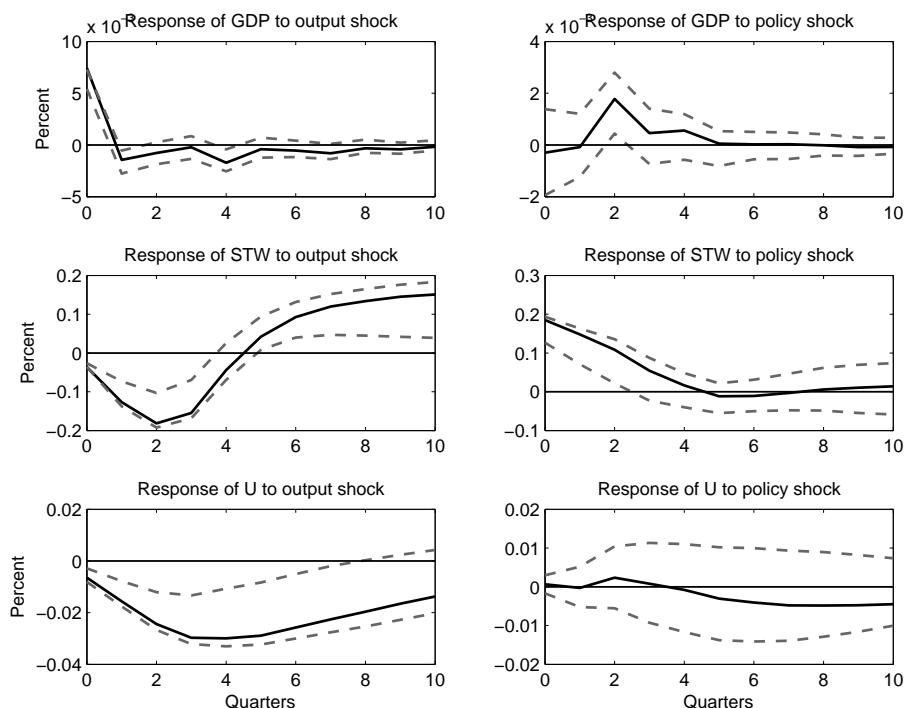 x 10⁻³ Response of GDP to output shock
10
5
0
−5
Percent
0 2 4 6 8 10
x 10⁻³ Response of GDP to policy shock
4
2
0
−2
0 2 4 6 8 10
Response of STW to output shock
0.2
0.1
0
−0.1
−0.2
Percent
0 2 4 6 8 10
Response of STW to policy shock
0.3
0.2
0.1
0
−0.1
0 2 4 6 8 10
Response of U to output shock
0.02
0
−0.02
−0.04
Percent
0 2 4 6 8 10
Quarters
Response of U to policy shock
0.02
0.01
0
−0.01
−0.02
0 2 4 6 8 10
Quarters